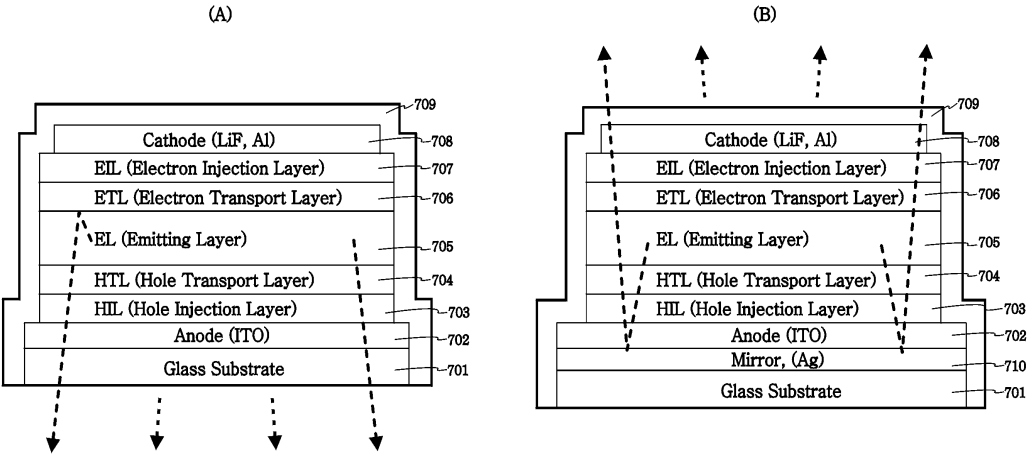 (A)
709
Cathode (LiF, Al)
708
EIL (Electron Injection Layer)
707
ETL (Electron Transport Layer)
706
EL (Emitting Layer)
705
HTL (Hole Transport Layer)
704
HIL (Hole Injection Layer)
703
Anode (ITO)
702
Glass Substrate
701
(B)
709
Cathode (LiF, Al)
708
EIL (Electron Injection Layer)
707
ETL (Electron Transport Layer)
706
EL (Emitting Layer)
705
HTL (Hole Transport Layer)
704
HIL (Hole Injection Layer)
703
Anode (ITO)
702
Mirror, (Ag)
710
Glass Substrate
701